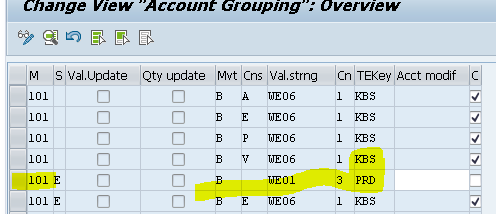 Change View "Account Grouping": Overview
M S Val.Update Qty update Mvt Cns Val.strng Cn TEKey Acct modif C
101 B A WE06 1 KBS
101 B E WE06 1 KBS
101 B P WE06 1 KBS
101 B V WE06 1 KBS
101 E B WE01 3 PRD
101 E B E WE06 1 KBS